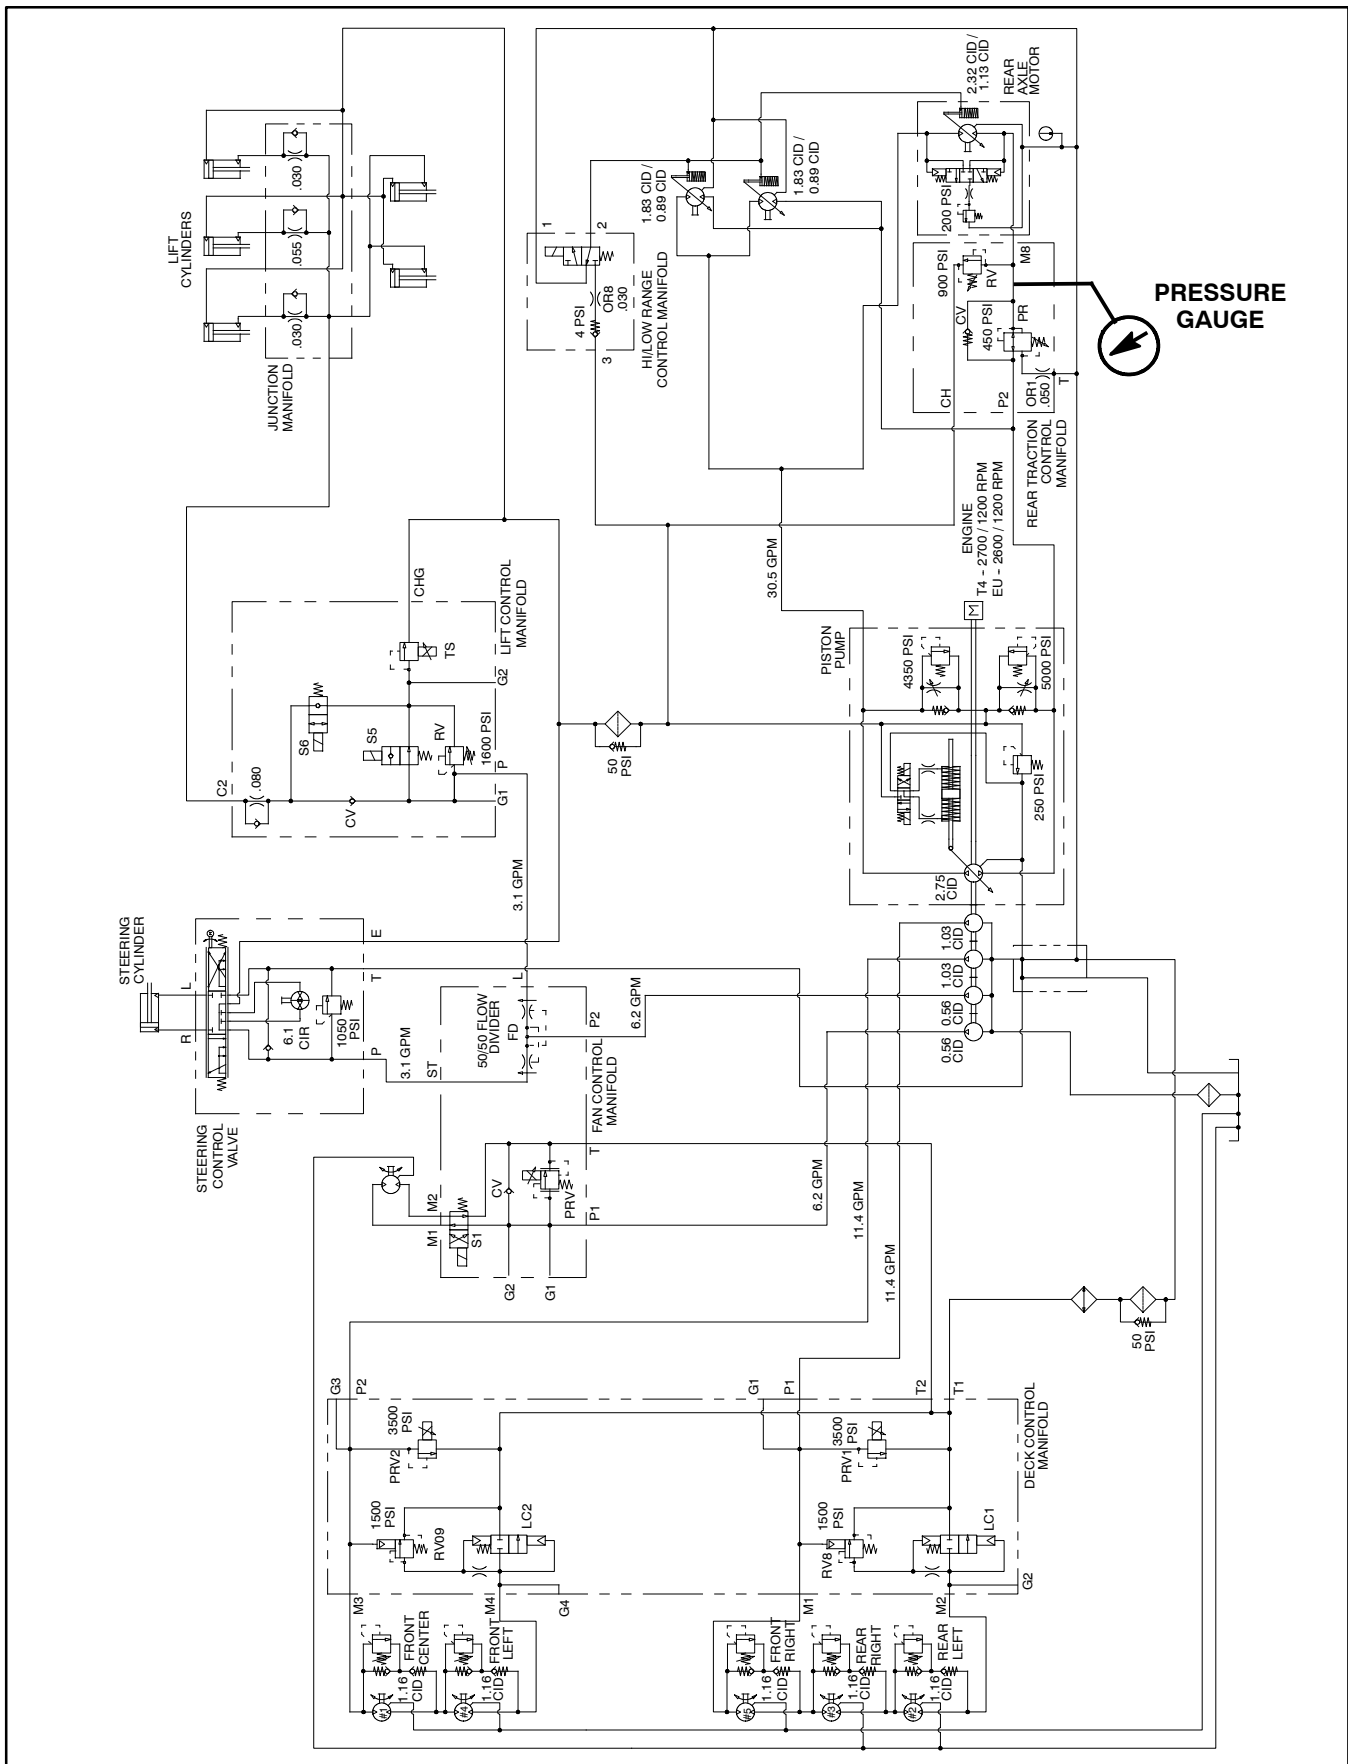 LIFT
CYLINDERS
.030
.055
.030
JUNCTION
MANIFOLD
1
2
3
4 PSI
OR8
.030
HI/LOW RANGE
CONTROL MANIFOLD
1.83 CID /
0.89 CID
1.83 CID /
0.89 CID
2.32 CID /
1.13 CID
REAR
AXLE
MOTOR
200 PSI
900 PSI
RV
M8
CV
450 PSI
PR
CH
P2
OR1
.050
T
REAR TRACTION
CONTROL
MANIFOLD
PRESSURE
GAUGE
C2
.080
CV
S6
S5
RV
1600 PSI
P
G1
G2
TS
CHG
LIFT CONTROL
MANIFOLD
50
PSI
30.5 GPM
ENGINE
T4 - 2700 / 1200 RPM
EU - 2600 / 1200 RPM
M
PISTON
PUMP
4350 PSI
5000 PSI
250 PSI
2.75
CID
1.03
CID
1.03
CID
0.56
CID
0.56
CID
STEERING
CYLINDER
R
L
6.1
CIR
1050
PSI
P
T
E
STEERING
CONTROL
VALVE
3.1 GPM
3.1 GPM
ST
L
50/50 FLOW
DIVIDER
FD
P2
6.2 GPM
FAN CONTROL
MANIFOLD
M1
M2
S1
CV
PRV
T
P1
G2
G1
6.2 GPM
11.4 GPM
11.4 GPM
50
PSI
G3
P2
3500
PSI
PRV2
1500
PSI
RV09
LC2
M3
M4
G4
G1
P1
3500
PSI
PRV1
T2
T1
1500
PSI
RV8
LC1
M1
M2
G2
DECK CONTROL
MANIFOLD
#1
1.16
CID
FRONT
CENTER
#4
1.16
CID
FRONT
LEFT
#5
1.16
CID
FRONT
RIGHT
#3
1.16
CID
REAR
RIGHT
#2
1.16
CID
REAR
LEFT